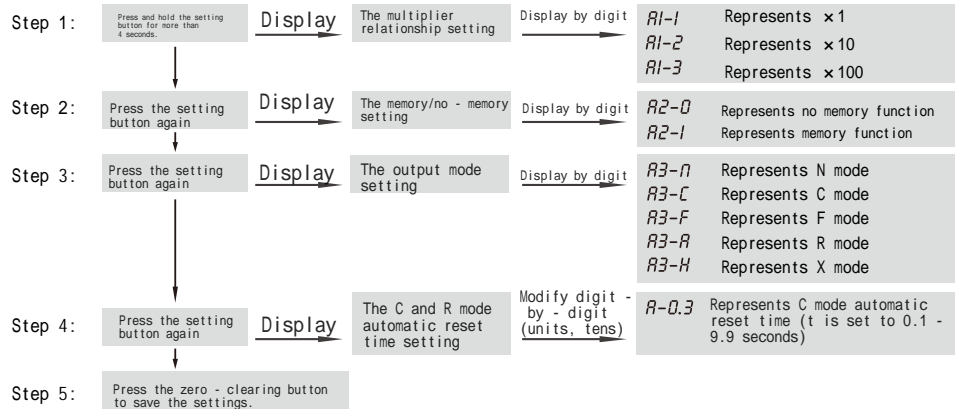 Step 1:
Press and hold the setting
button for more than
4 seconds.
Display
The multiplier
relationship setting
Display by digit
A1-1 Represents ×1
A1-2 Represents ×10
A1-3 Represents ×100
Step 2:
Press the setting
button again
Display
The memory/no - memory
setting
Display by digit
A2-0 Represents no memory function
A2-1 Represents memory function
Step 3:
Press the setting
button again
Display
The output mode
setting
Display by digit
A3-n Represents N mode
A3-C Represents C mode
A3-F Represents F mode
A3-R Represents R mode
A3-H Represents X mode
Step 4:
Press the setting
button again
Display
The C and R mode
automatic reset
time setting
Modify digit -
by - digit
(units, tens)
A-0.3 Represents C mode automatic
reset time (t is set to 0.1 -
9.9 seconds)
Step 5:
Press the zero - clearing button
to save the settings.